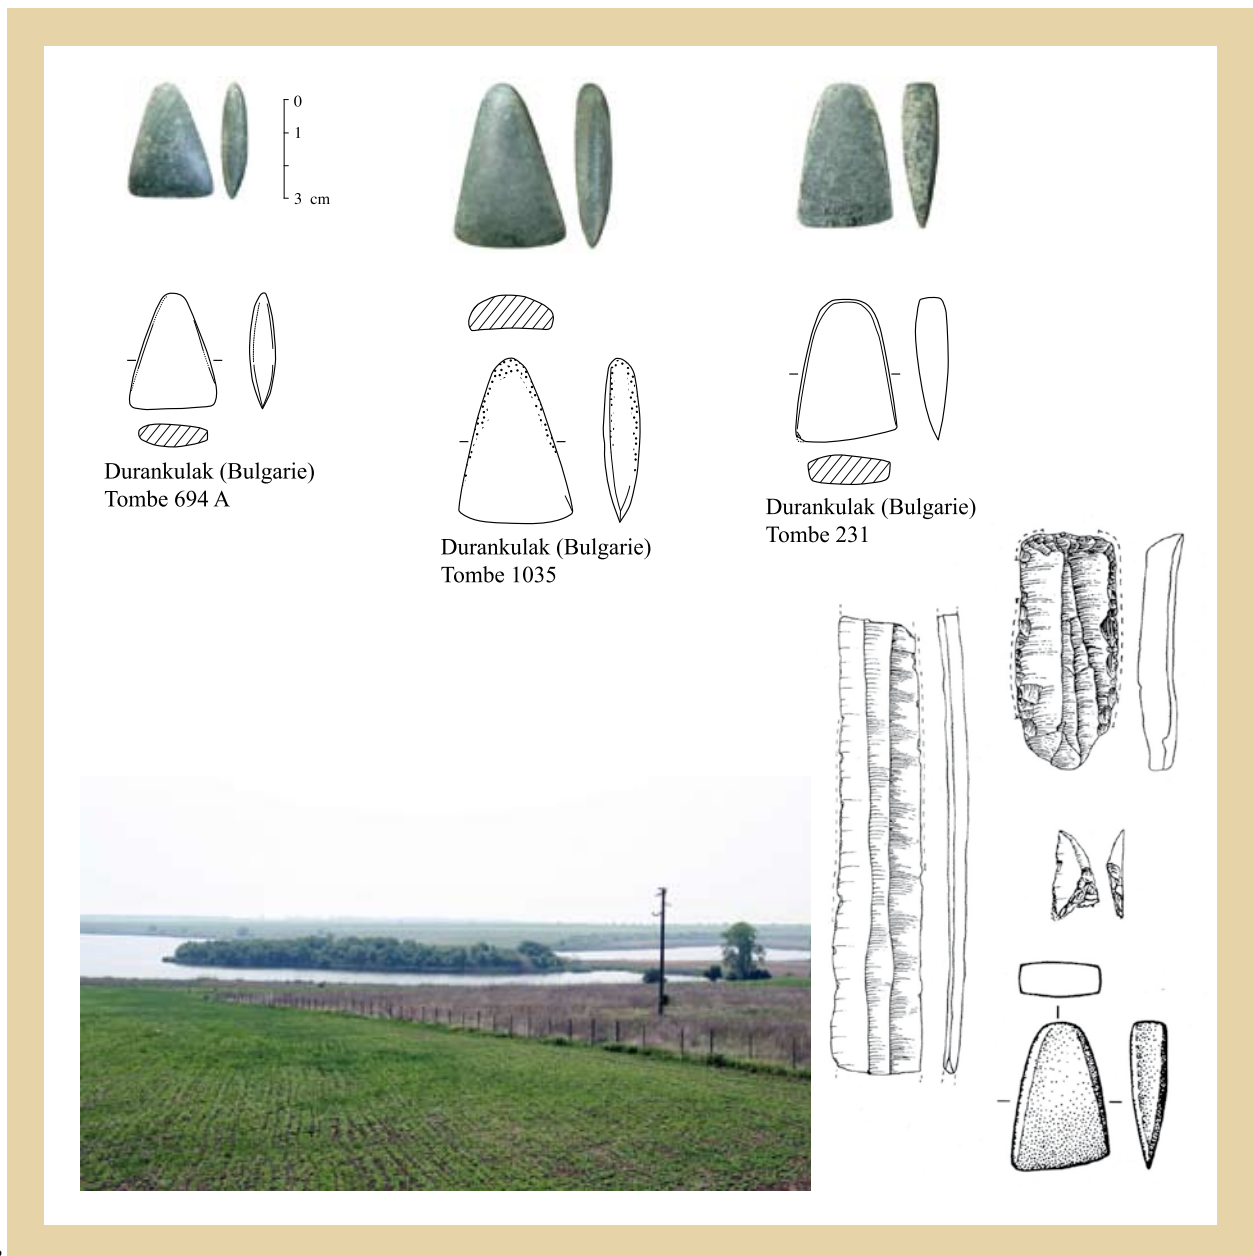 0
1
3 cm
Durankulak (Bulgarie)
Tombe 694 A
Durankulak (Bulgarie)
Tombe 1035
Durankulak (Bulgarie)
Tombe 231